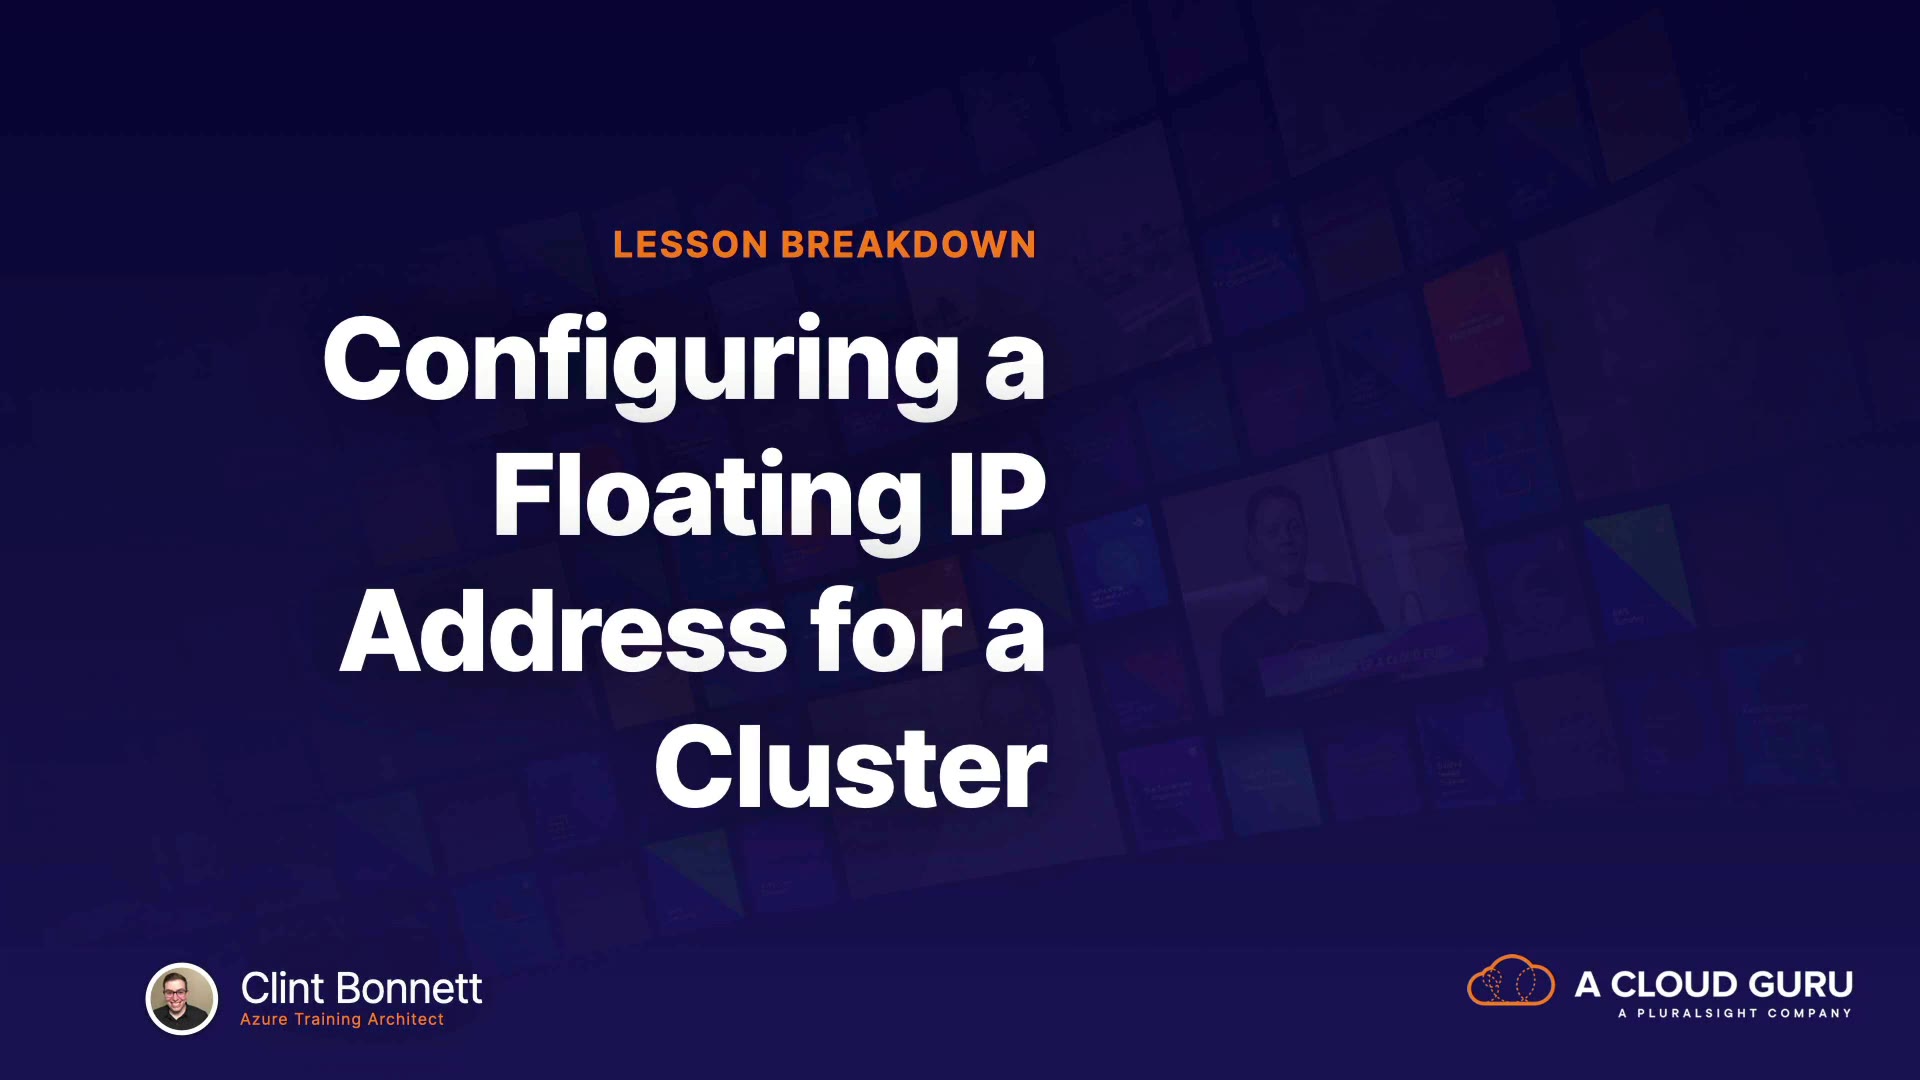 LESSON BREAKDOWN
Configuring a
Floating IP
Address for a
Cluster
Clint Bonnett
Azure Training Architect
A CLOUD GURU
A PLURALSIGHT COMPANY